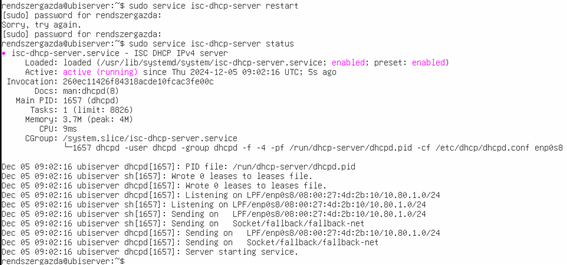 rendszergazda@ubiserver:~$ sudo service isc-dhcp-server restart
[sudo] password for rendszergazda:
Sorry, try again.
[sudo] password for rendszergazda:
rendszergazda@ubiserver:~$ sudo service isc-dhcp-server status
● isc-dhcp-server.service - ISC DHCP IPv4 server
Loaded: loaded (/usr/lib/systemd/system/isc-dhcp-server.service; enabled; preset: enabled)
Active: active (running) since Thu 2024-12-05 09:02:16 UTC; 5s ago
Invocation: 260ec11426f84318acde10fcac3fe00c
Docs: man:dhcpd(8)
Main PID: 1657 (dhcpd)
Tasks: 1 (limit: 8826)
Memory: 3.7M (peak: 4M)
CPU: 9ms
CGroup: /system.slice/isc-dhcp-server.service
└─1657 dhcpd -user dhcpd -group dhcpd -f -4 -pf /run/dhcp-server/dhcpd.pid -cf /etc/dhcp/dhcpd.conf enp0s8
Dec 05 09:02:16 ubiserver dhcpd[1657]: PID file: /run/dhcp-server/dhcpd.pid
Dec 05 09:02:16 ubiserver sh[1657]: Wrote 0 leases to leases file.
Dec 05 09:02:16 ubiserver dhcpd[1657]: Wrote 0 leases to leases file.
Dec 05 09:02:16 ubiserver dhcpd[1657]: Listening on LPF/enp0s8/08:00:27:4d:2b:10/10.80.1.0/24
Dec 05 09:02:16 ubiserver sh[1657]: Listening on LPF/enp0s8/08:00:27:4d:2b:10/10.80.1.0/24
Dec 05 09:02:16 ubiserver sh[1657]: Sending on   LPF/enp0s8/08:00:27:4d:2b:10/10.80.1.0/24
Dec 05 09:02:16 ubiserver sh[1657]: Sending on   Socket/fallback/fallback-net
Dec 05 09:02:16 ubiserver dhcpd[1657]: Sending on   LPF/enp0s8/08:00:27:4d:2b:10/10.80.1.0/24
Dec 05 09:02:16 ubiserver dhcpd[1657]: Sending on   Socket/fallback/fallback-net
Dec 05 09:02:16 ubiserver dhcpd[1657]: Server starting service.
rendszergazda@ubiserver:~$